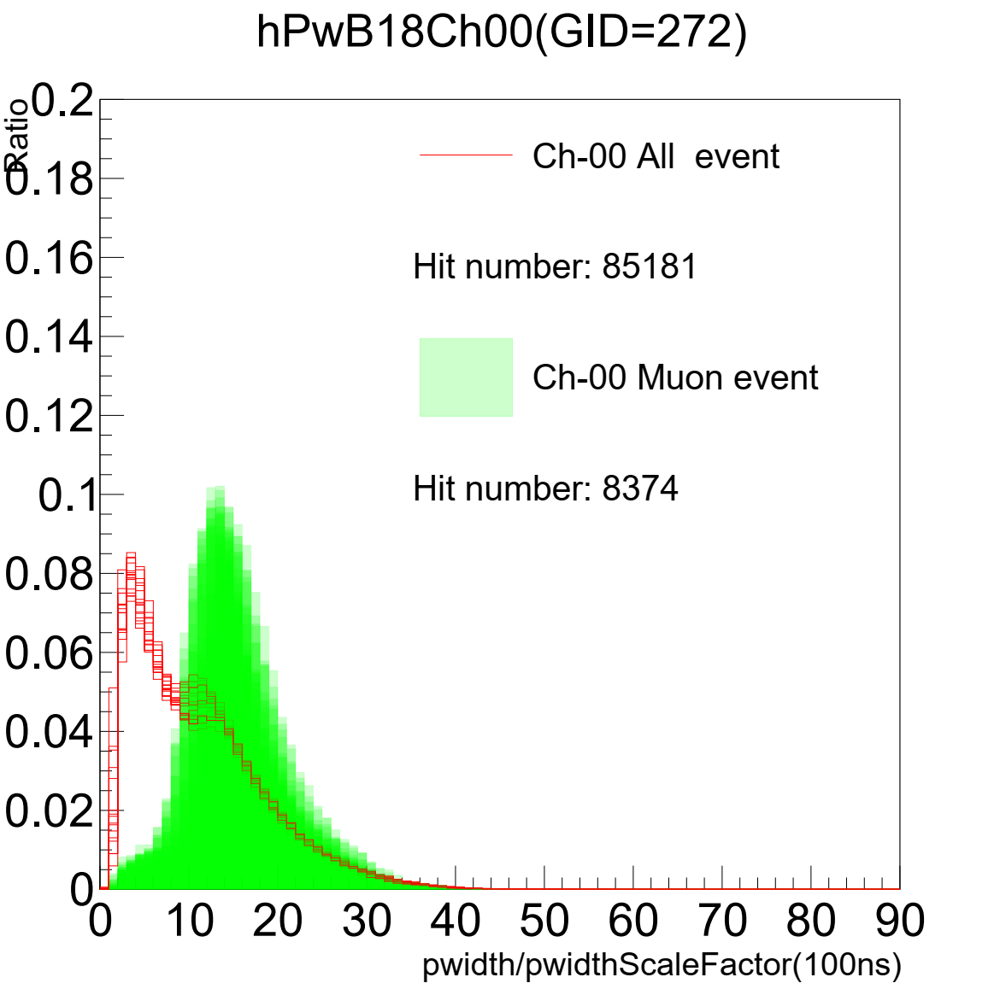 hPwB18Ch00(GID=272)
Ratio
0.2
0.18
0.16
0.14
0.12
0.1
0.08
0.06
0.04
0.02
0
Ch-00 All  event
Hit number: 85181
Ch-00 Muon event
Hit number: 8374
0 10 20 30 40 50 60 70 80 90
pwidth/pwidthScaleFactor(100ns)